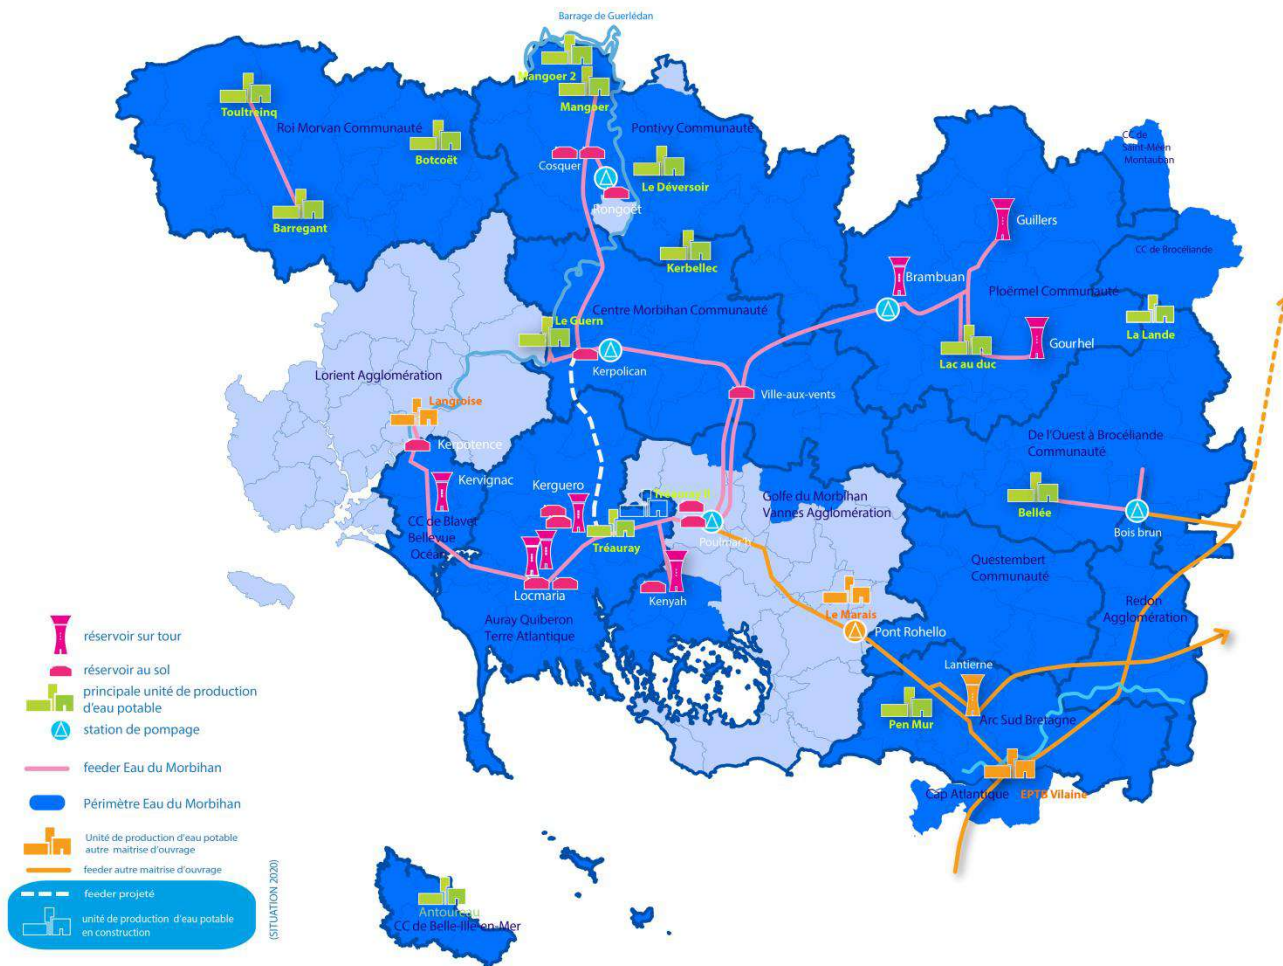 Barrage de Guerlédan
Mangoer 2
Mangoer
Toultreinq
Roi Morvan Communauté
Botcoët
Pontivy Communauté
CC de
Saint-Méen
Montauban
Cosquer
Le Déversoir
Rongoët
Barregant
Guillers
Kerbellec
CC de Brocéliande
Brambuan
Ploërmel Communauté
Le Guern
Centre Morbihan Communauté
La Lande
Gourhel
Lac au duc
Kerpolican
Lorient Agglomération
Ville-aux-vents
Langroise
De l'Ouest à Brocéliande
Communauté
Kerpotence
Kervignac
Kerguero
Tréauray II
Golfe du Morbihan
Vannes Agglomération
CC de Blavet
Bellevue
Océan
Bellée
Tréauray
Poulmar'h
Bois brun
Questembert
Communauté
Locmaria
Kenyah
Le Marais
Redon
Agglomération
Auray Quiberon
Terre Atlantique
Pont Rohello
Lantierne
Pen Mur
Arc Sud Bretagne
Cap Atlantique
EPTB Vilaine
Antoureau
CC de Belle-Ille-en-Mer
réservoir sur tour
réservoir au sol
principale unité de production
d'eau potable
station de pompage
feeder Eau du Morbihan
Périmètre Eau du Morbihan
Unité de production d'eau potable
autre maitrise d'ouvrage
feeder autre maitrise d'ouvrage
feeder projeté
unité de production d'eau potable
en construction
(SITUATION 2020)